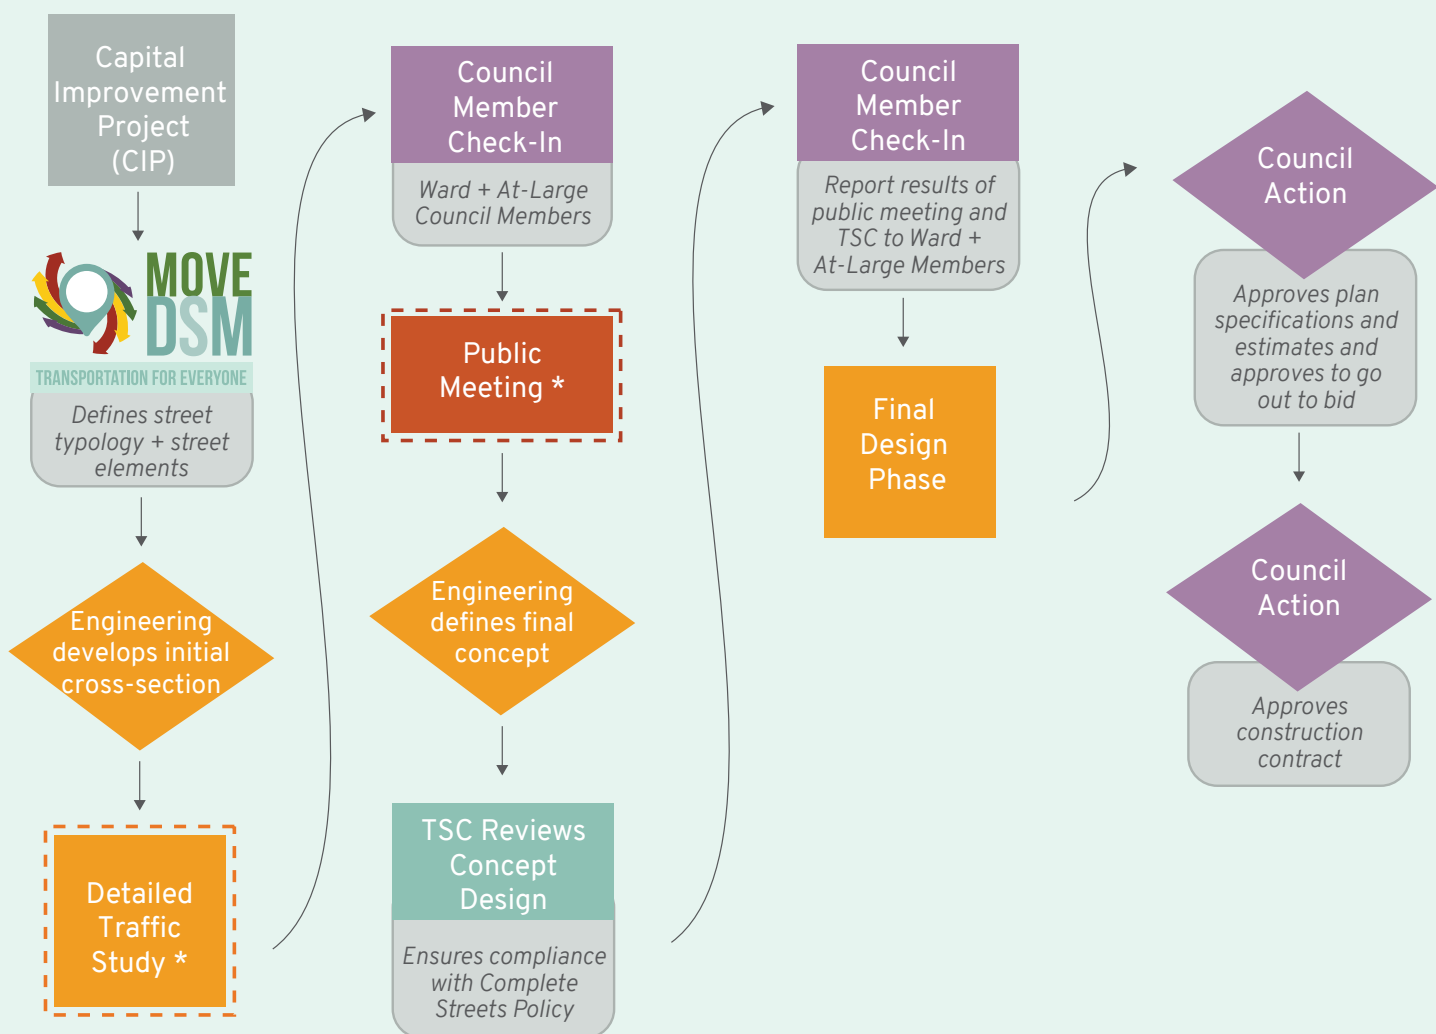 Capital
Improvement
Project
(CIP)
MOVE
DSM
TRANSPORTATION FOR EVERYONE
Defines street
typology + street
elements
Engineering
develops initial
cross-section
Detailed
Traffic
Study *
Council
Member
Check-In
Ward + At-Large
Council Members
Public
Meeting *
Engineering
defines final
concept
TSC Reviews
Concept
Design
Ensures compliance
with Complete
Streets Policy
Council
Member
Check-In
Report results of
public meeting and
TSC to Ward +
At-Large Members
Final
Design
Phase
Council
Action
Approves plan
specifications and
estimates and
approves to go
out to bid
Council
Action
Approves
construction
contract